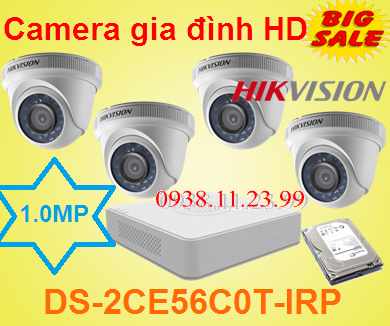 Camera gia đình HD
BIG
SALE
HIKVISION
HIKVISION
HIKVISION
HIKVISION
HIKVISION
1.0MP
0938.11.23.99
DS-2CE56C0T-IRP